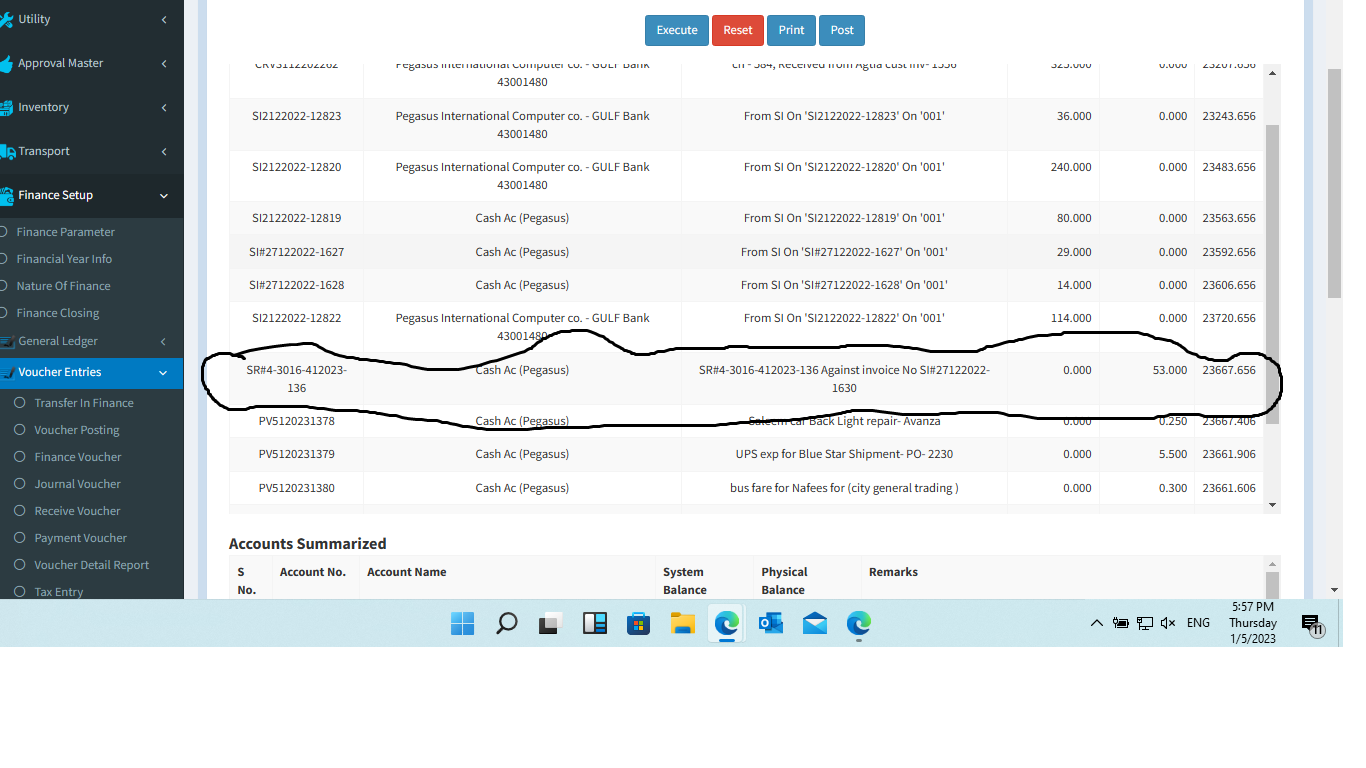 Utility
Approval Master
Inventory
Transport
Finance Setup
Finance Parameter
Financial Year Info
Nature Of Finance
Finance Closing
General Ledger
Voucher Entries
Transfer In Finance
Voucher Posting
Finance Voucher
Journal Voucher
Receive Voucher
Payment Voucher
Voucher Detail Report
Tax Entry
Execute Reset Print Post
CRV3112202262 Pegasus International Computer co. - GULF Bank 323.000 0.000 23207.656
43001480
SI2122022-12823 Pegasus International Computer co. - GULF Bank From SI On 'SI2122022-12823' On '001' 36.000 0.000 23243.656
43001480
SI2122022-12820 Pegasus International Computer co. - GULF Bank From SI On 'SI2122022-12820' On '001' 240.000 0.000 23483.656
43001480
SI2122022-12819 Cash Ac (Pegasus) From SI On 'SI2122022-12819' On '001' 80.000 0.000 23563.656
SI#27122022-1627 Cash Ac (Pegasus) From SI On 'SI#27122022-1627' On '001' 29.000 0.000 23592.656
SI#27122022-1628 Cash Ac (Pegasus) From SI On 'SI#27122022-1628' On '001' 14.000 0.000 23606.656
SI2122022-12822 Pegasus International Computer co. - GULF Bank From SI On 'SI2122022-12822' On '001' 114.000 0.000 23720.656
43001480
SR#4-3016-412023- Cash Ac (Pegasus) SR#4-3016-412023-136 Against invoice No SI#27122022- 0.000 53.000 23667.656
136 1630
PV5120231378 Cash Ac (Pegasus) Saleem car Back Light repair- Avanza 0.000 0.250 23667.406
PV5120231379 Cash Ac (Pegasus) UPS exp for Blue Star Shipment- PO- 2230 0.000 5.500 23661.906
PV5120231380 Cash Ac (Pegasus) bus fare for Nafees for (city general trading ) 0.000 0.300 23661.606
Accounts Summarized
S Account No. Account Name System Physical Remarks
No. Balance Balance
5:57 PM
ENG Thursday
1/5/2023
11